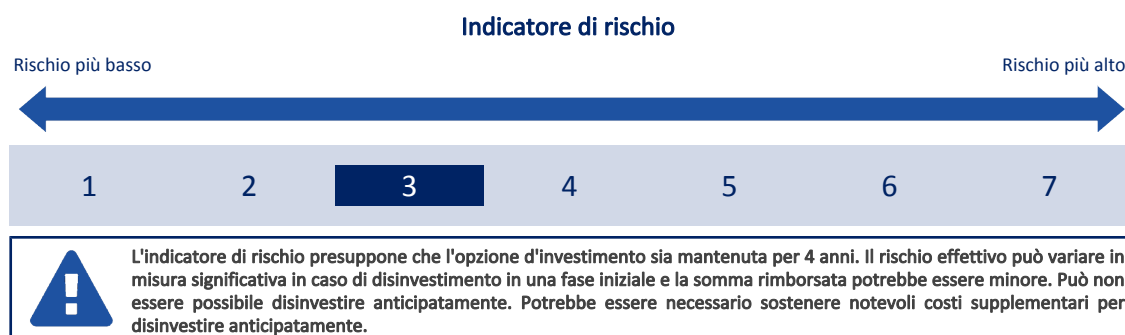 Indicatore di rischio
Rischio più basso
Rischio più alto
1 2 3 4 5 6 7
L'indicatore di rischio presuppone che l'opzione d'investimento sia mantenuta per 4 anni. Il rischio effettivo può variare in
misura significativa in caso di disinvestimento in una fase iniziale e la somma rimborsata potrebbe essere minore. Può non
essere possibile disinvestire anticipatamente. Potrebbe essere necessario sostenere notevoli costi supplementari per
disinvestire anticipatamente.